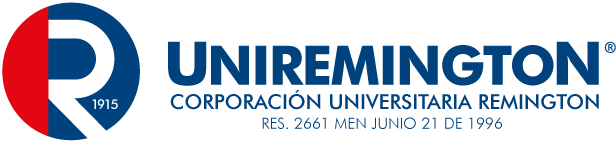 R
1915
UNIREMINGTON®
CORPORACIÓN UNIVERSITARIA REMINGTON
RES. 2661 MEN JUNIO 21 DE 1996